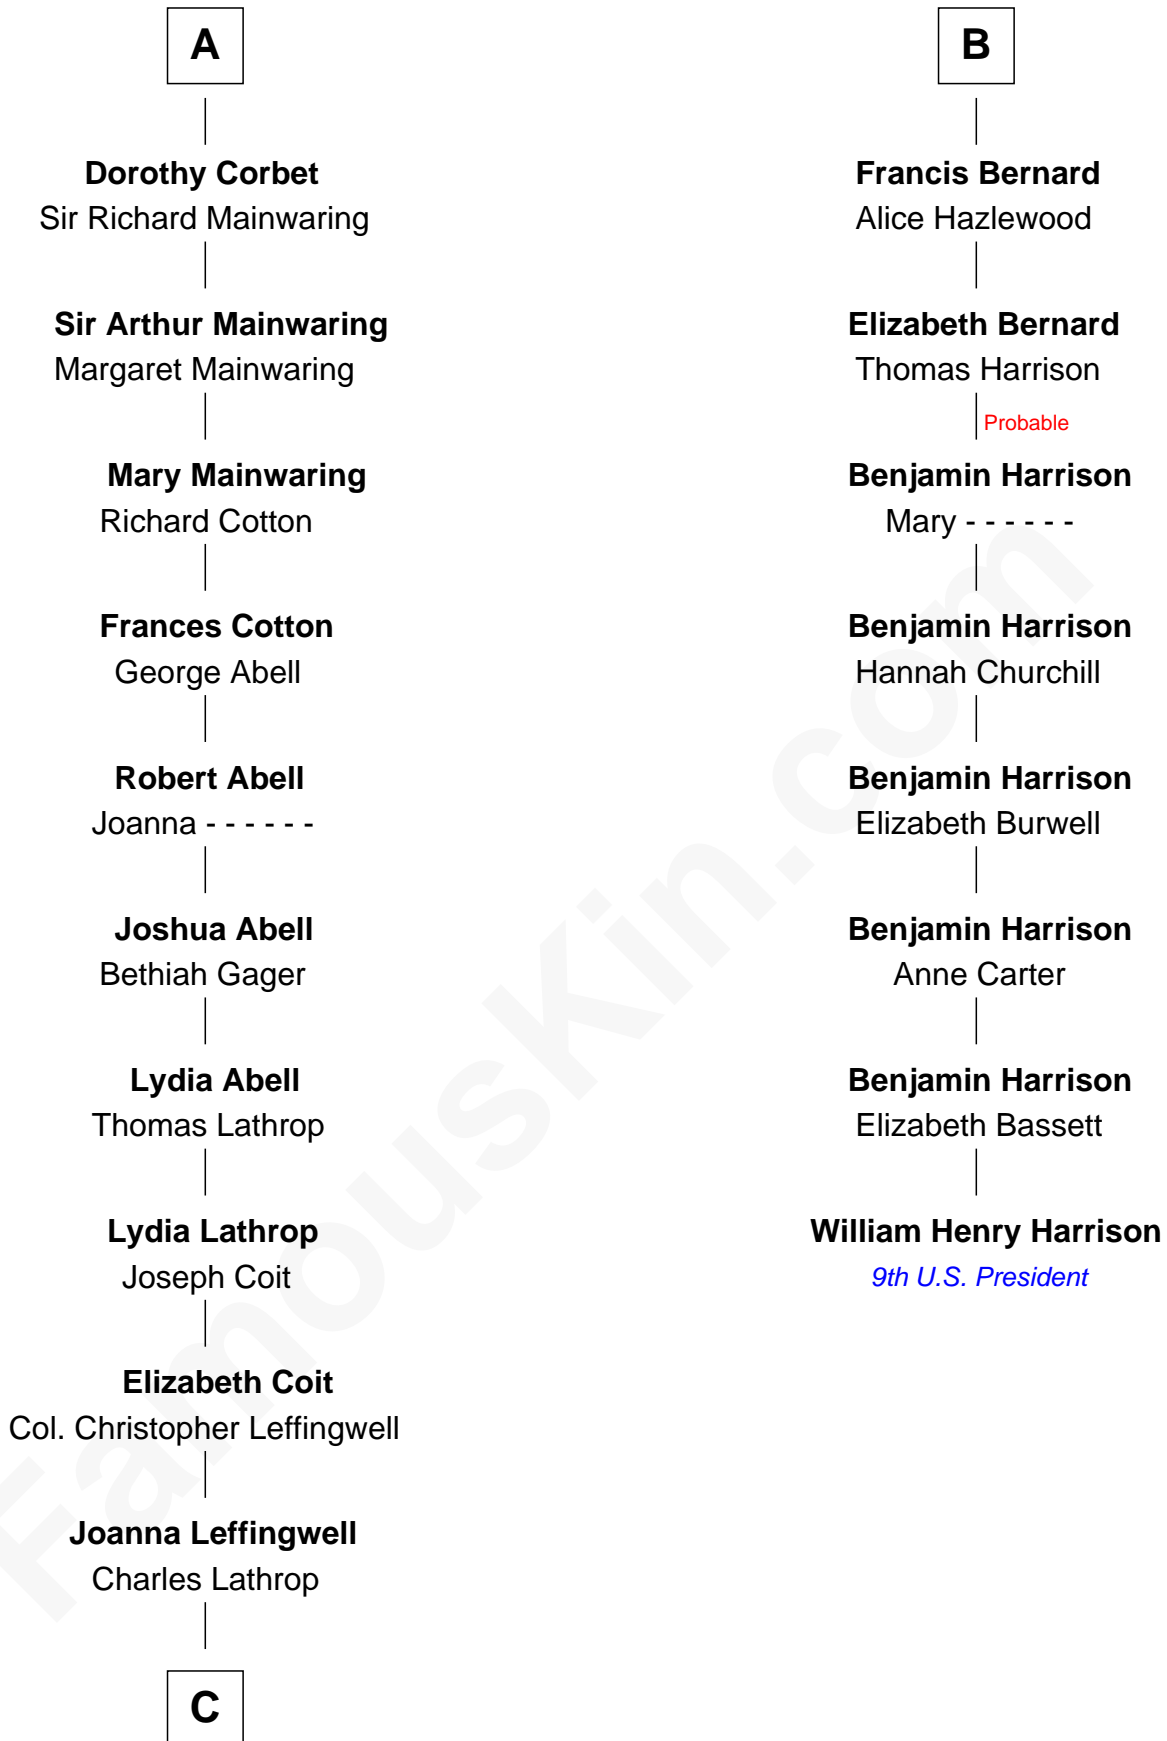 A
Dorothy Corbet
Sir Richard Mainwaring
Sir Arthur Mainwaring
Margaret Mainwaring
Mary Mainwaring
Richard Cotton
Frances Cotton
George Abell
Robert Abell
Joanna - - - - - -
Joshua Abell
Bethiah Gager
Lydia Abell
Thomas Lathrop
Lydia Lathrop
Joseph Coit
Elizabeth Coit
Col. Christopher Leffingwell
Joanna Leffingwell
Charles Lathrop
C
B
Francis Bernard
Alice Hazlewood
Elizabeth Bernard
Thomas Harrison
Probable
Benjamin Harrison
Mary - - - - - -
Benjamin Harrison
Hannah Churchill
Benjamin Harrison
Elizabeth Burwell
Benjamin Harrison
Anne Carter
Benjamin Harrison
Elizabeth Bassett
William Henry Harrison
9th U.S. President
FamousKin.com